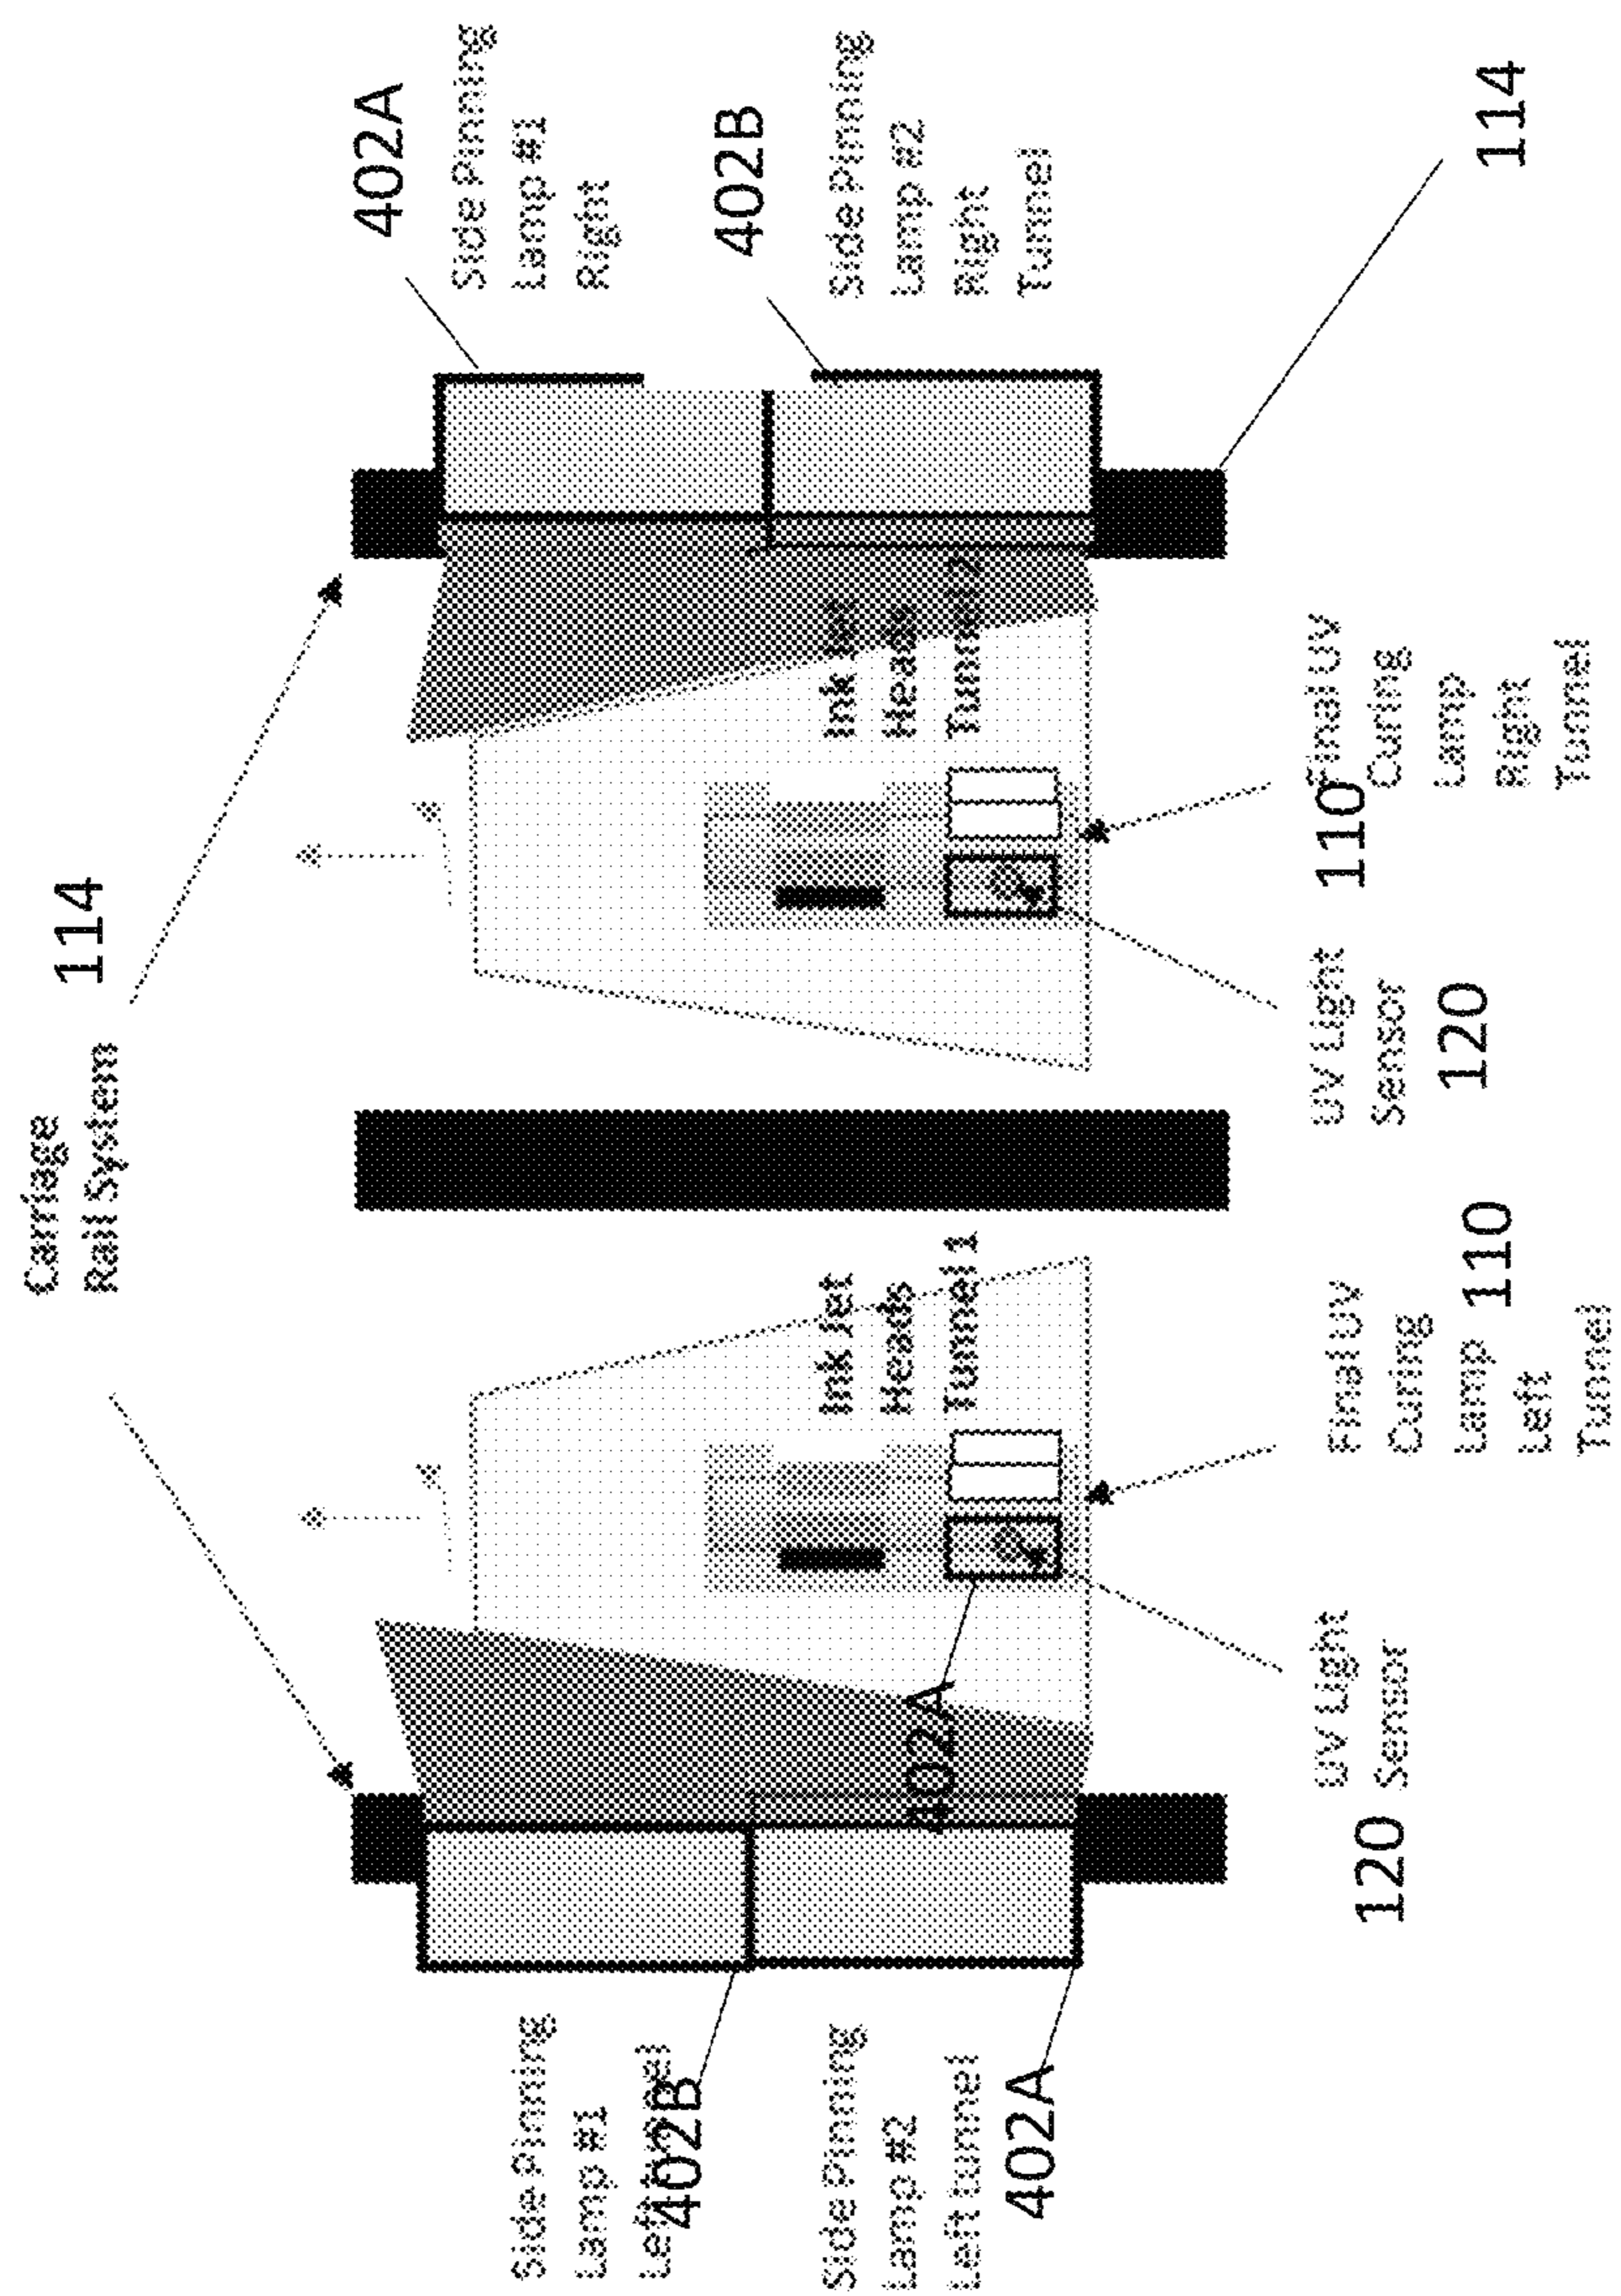 Carriage
Rail System
114
Side Pinning
Lamp #1
Left tunnel
402B
Side Pinning
Lamp #2
Left tunnel
402A
402A
Ink Jet
Heads
Tunnel 1
Ink Jet
Heads
Tunnel 2
402A
Side Pinning
Lamp #1
Right
402B
Side Pinning
Lamp #2
Right
Tunnel
114
UV Light
Sensor
120
Final UV
Curing
Lamp
Left
Tunnel
110
UV Light
Sensor
120
Final UV
Curing
Lamp
Right
Tunnel
110